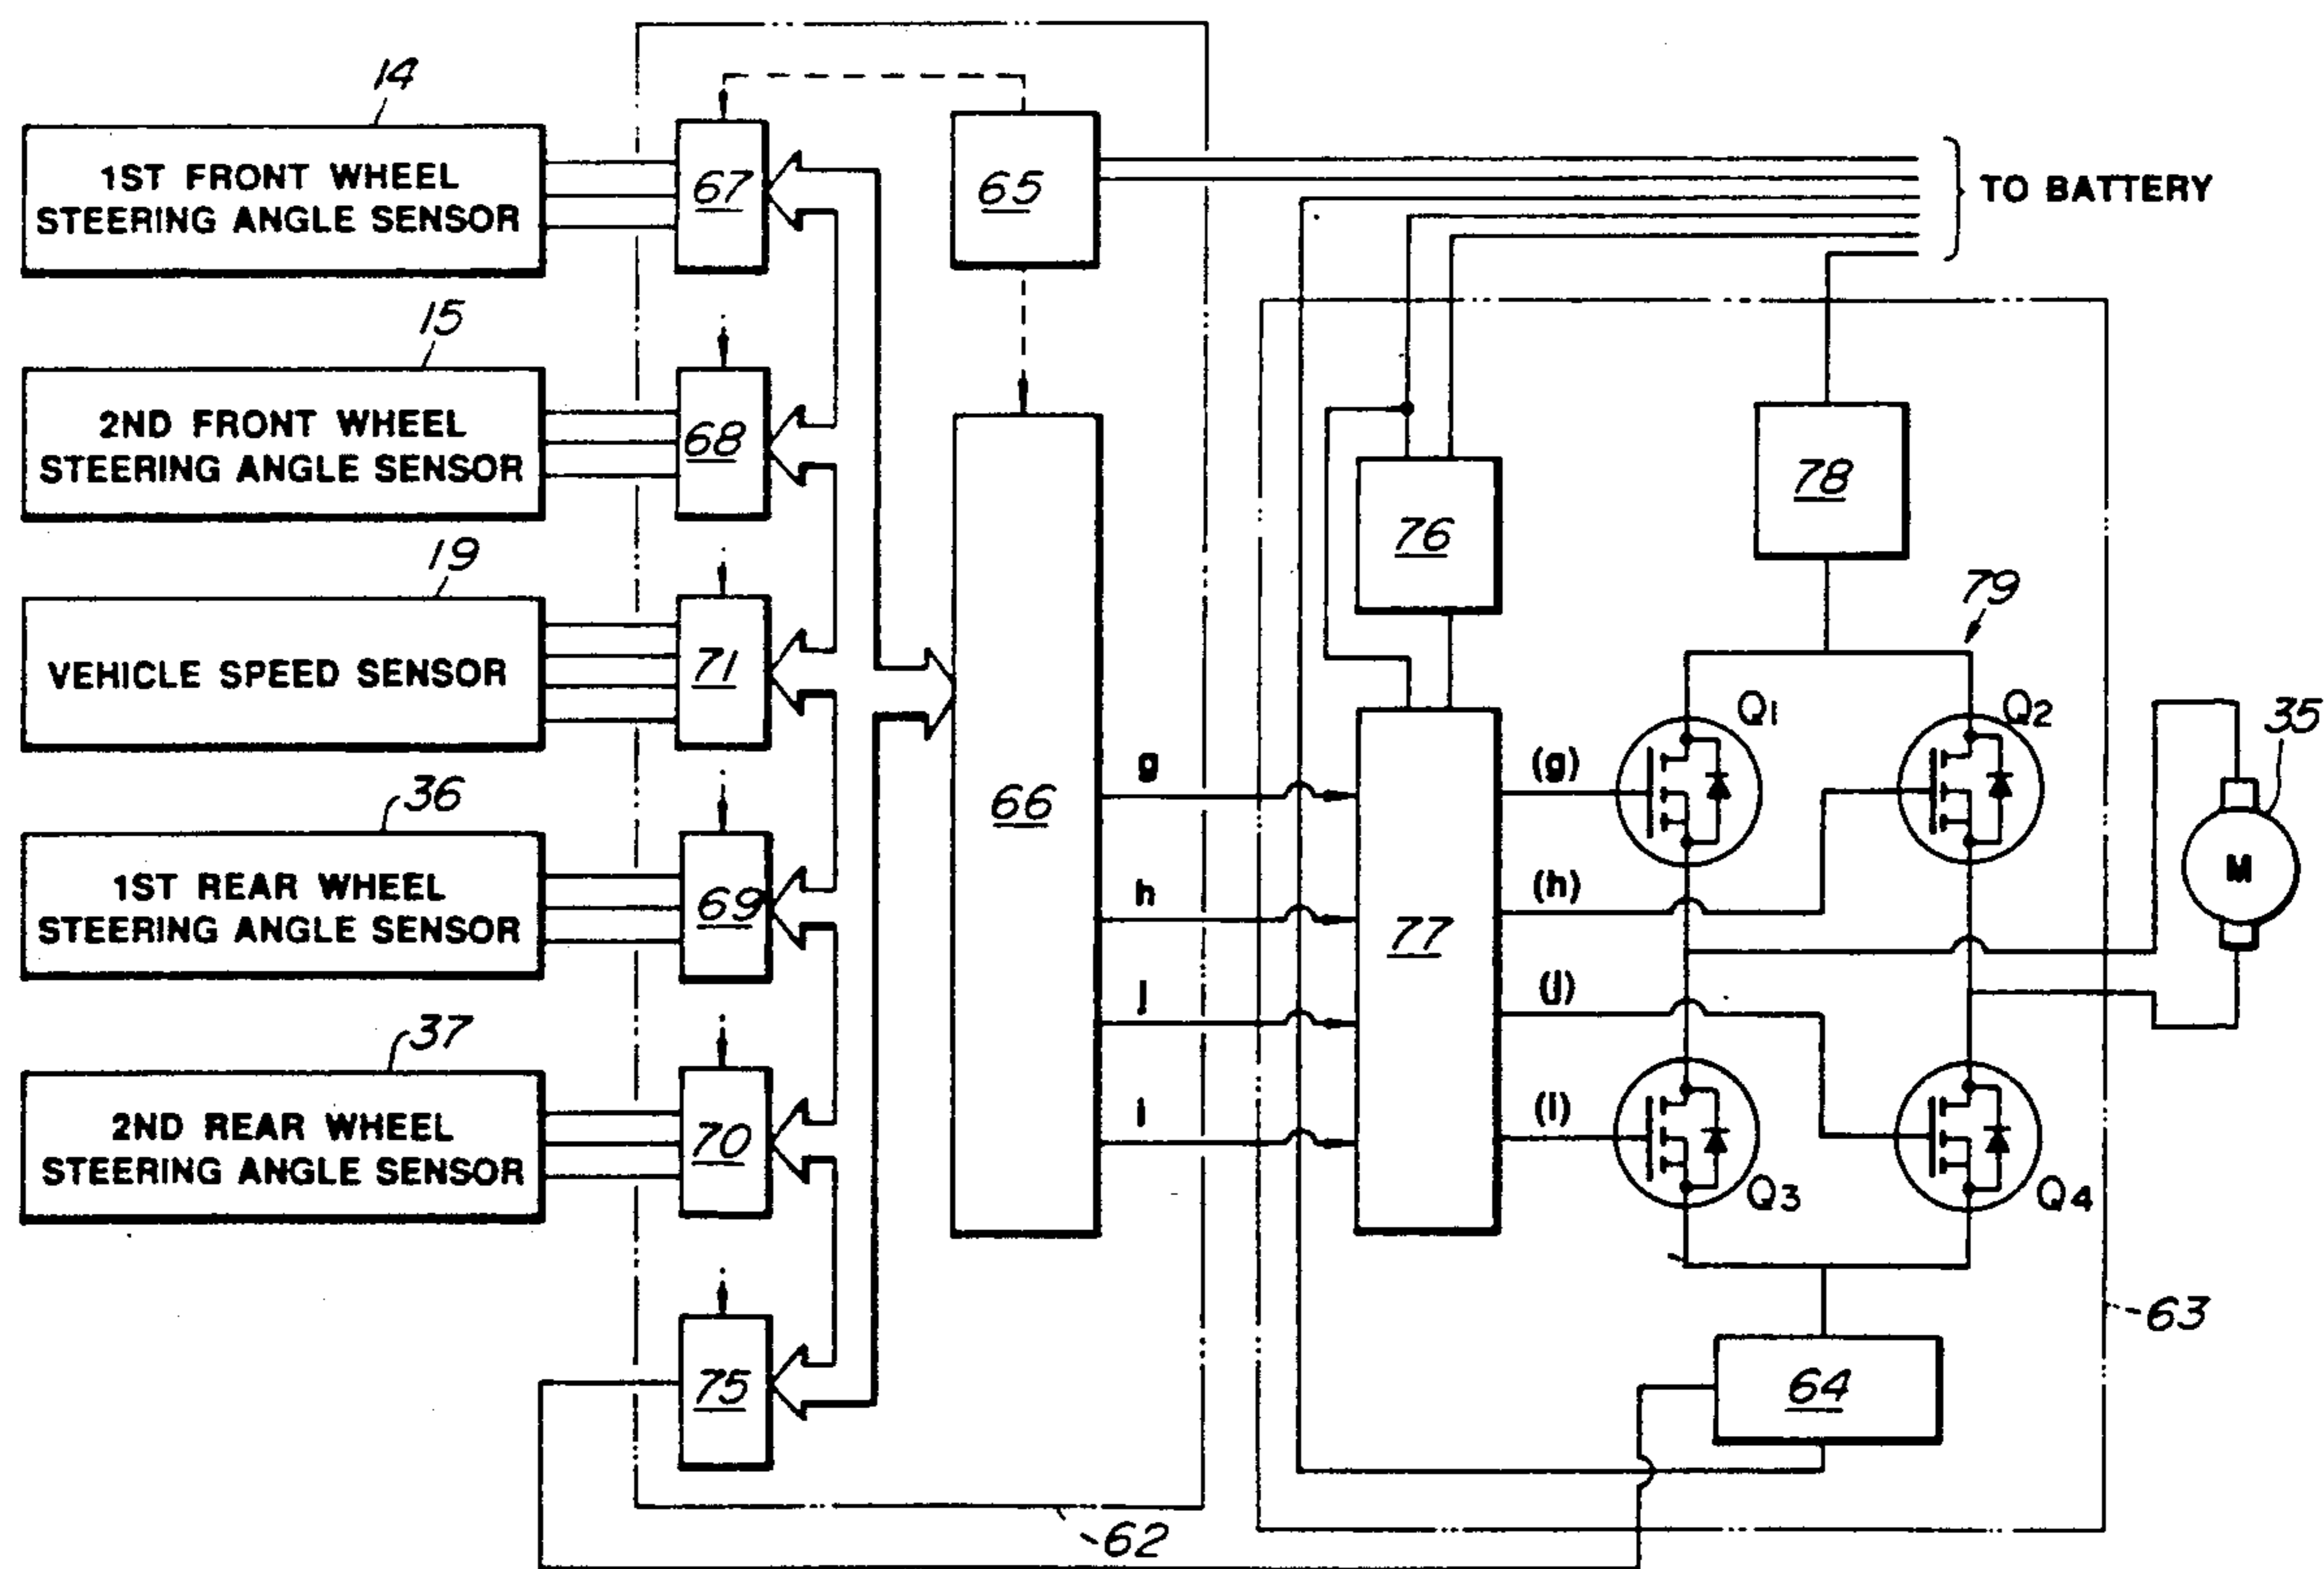 14
1ST FRONT WHEEL
STEERING ANGLE SENSOR
67
65
TO BATTERY
15
2ND FRONT WHEEL
STEERING ANGLE SENSOR
68
78
76
19
79
VEHICLE SPEED SENSOR
71
Q1
Q2
35
g
(g)
36
66
M
1ST REAR WHEEL
STEERING ANGLE SENSOR
69
h
(h)
77
j
(j)
37
2ND REAR WHEEL
STEERING ANGLE SENSOR
70
i
(i)
Q3
Q4
63
75
64
62